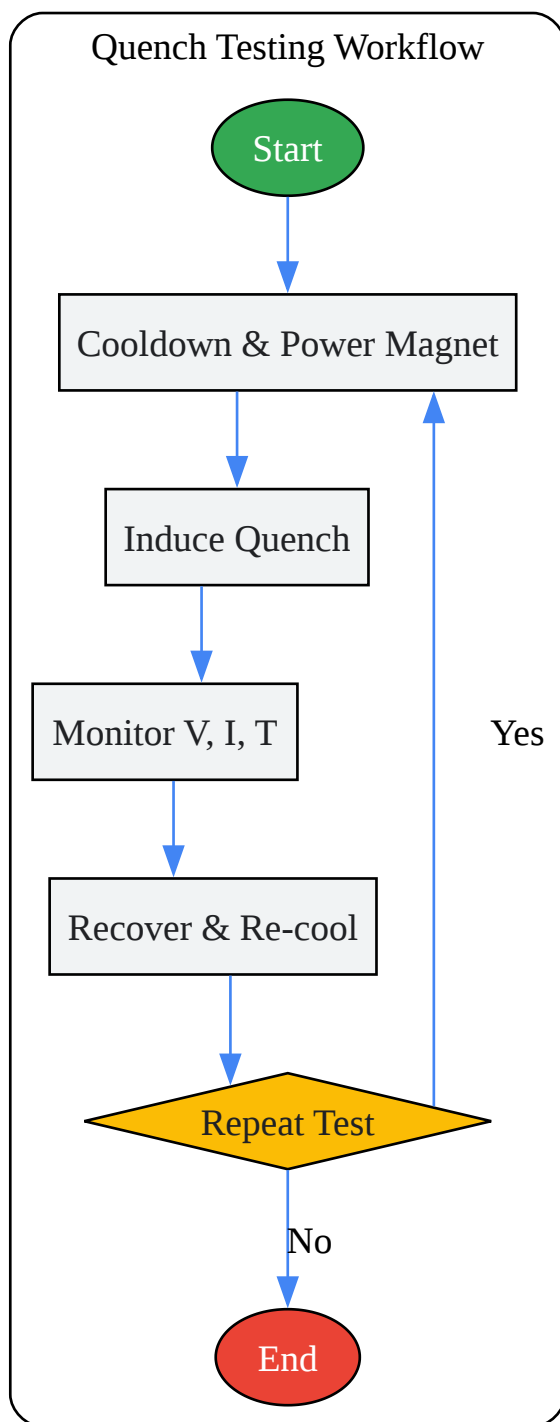 Quench Testing Workflow
Start
Cooldown & Power Magnet
Induce Quench
Monitor V, I, T
Yes
Recover & Re-cool
Repeat Test
No
End